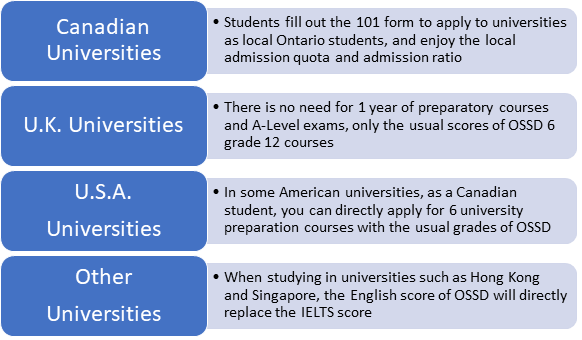 Canadian
Universities
• Students fill out the 101 form to apply to universities
as local Ontario students, and enjoy the local
admission quota and admission ratio
U.K. Universities
• There is no need for 1 year of preparatory courses
and A-Level exams, only the usual scores of OSSD 6
grade 12 courses
U.S.A.
Universities
• In some American universities, as a Canadian
student, you can directly apply for 6 university
preparation courses with the usual grades of OSSD
Other
Universities
• When studying in universities such as Hong Kong
and Singapore, the English score of OSSD will directly
replace the IELTS score